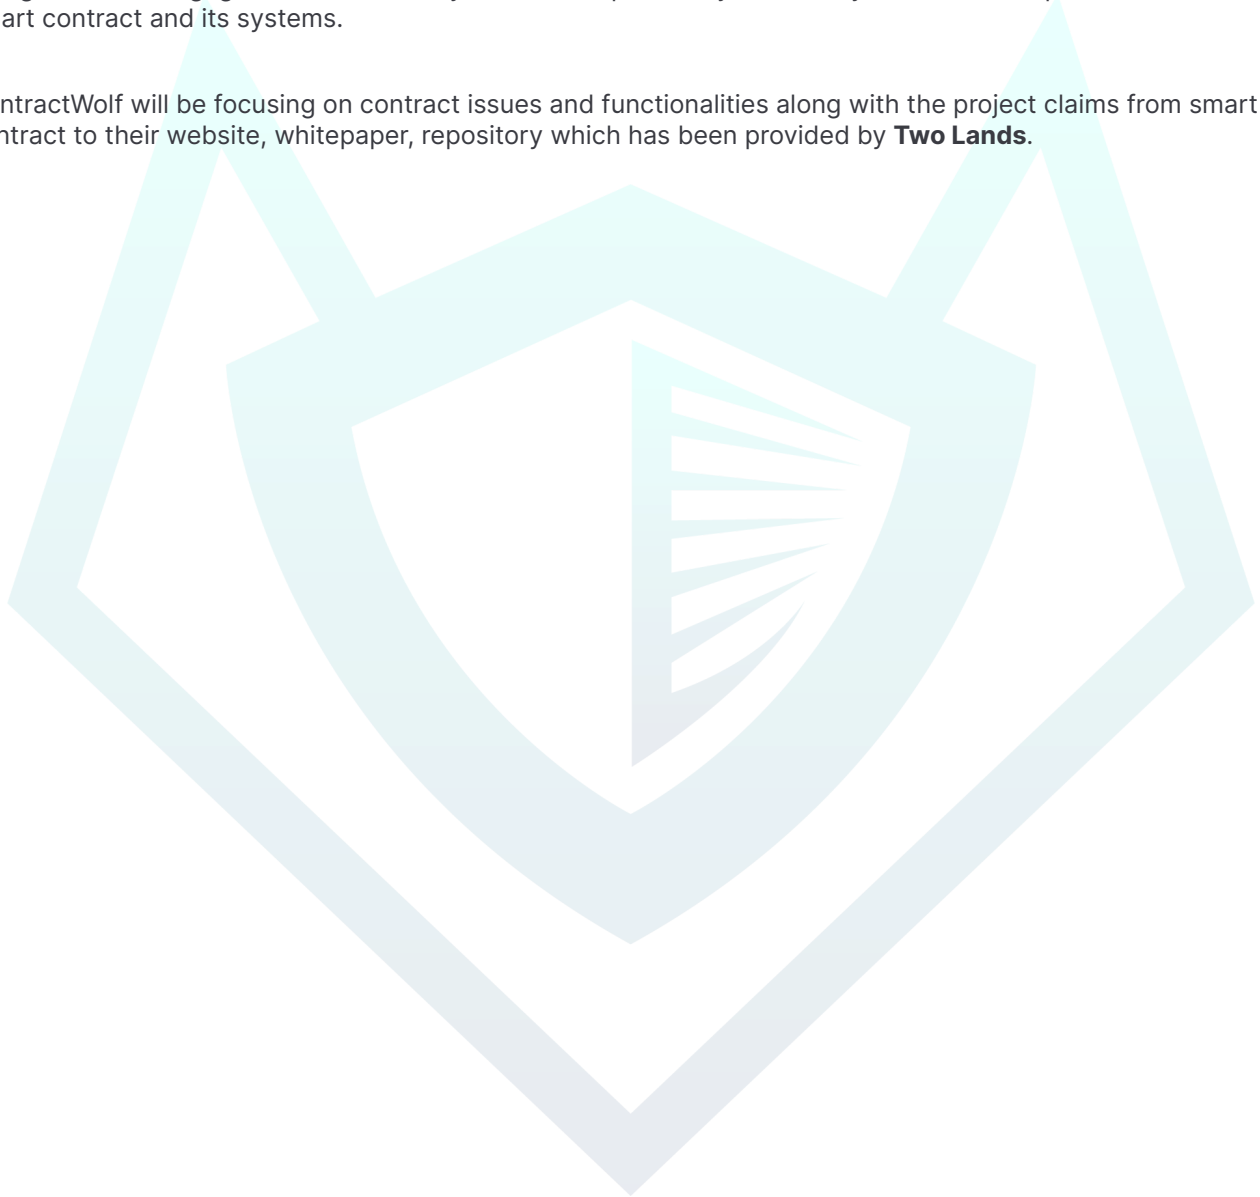 art contract and its systems.
ntractWolf will be focusing on contract issues and functionalities along with the project claims from smart
ntract to their website, whitepaper, repository which has been provided by Two Lands.